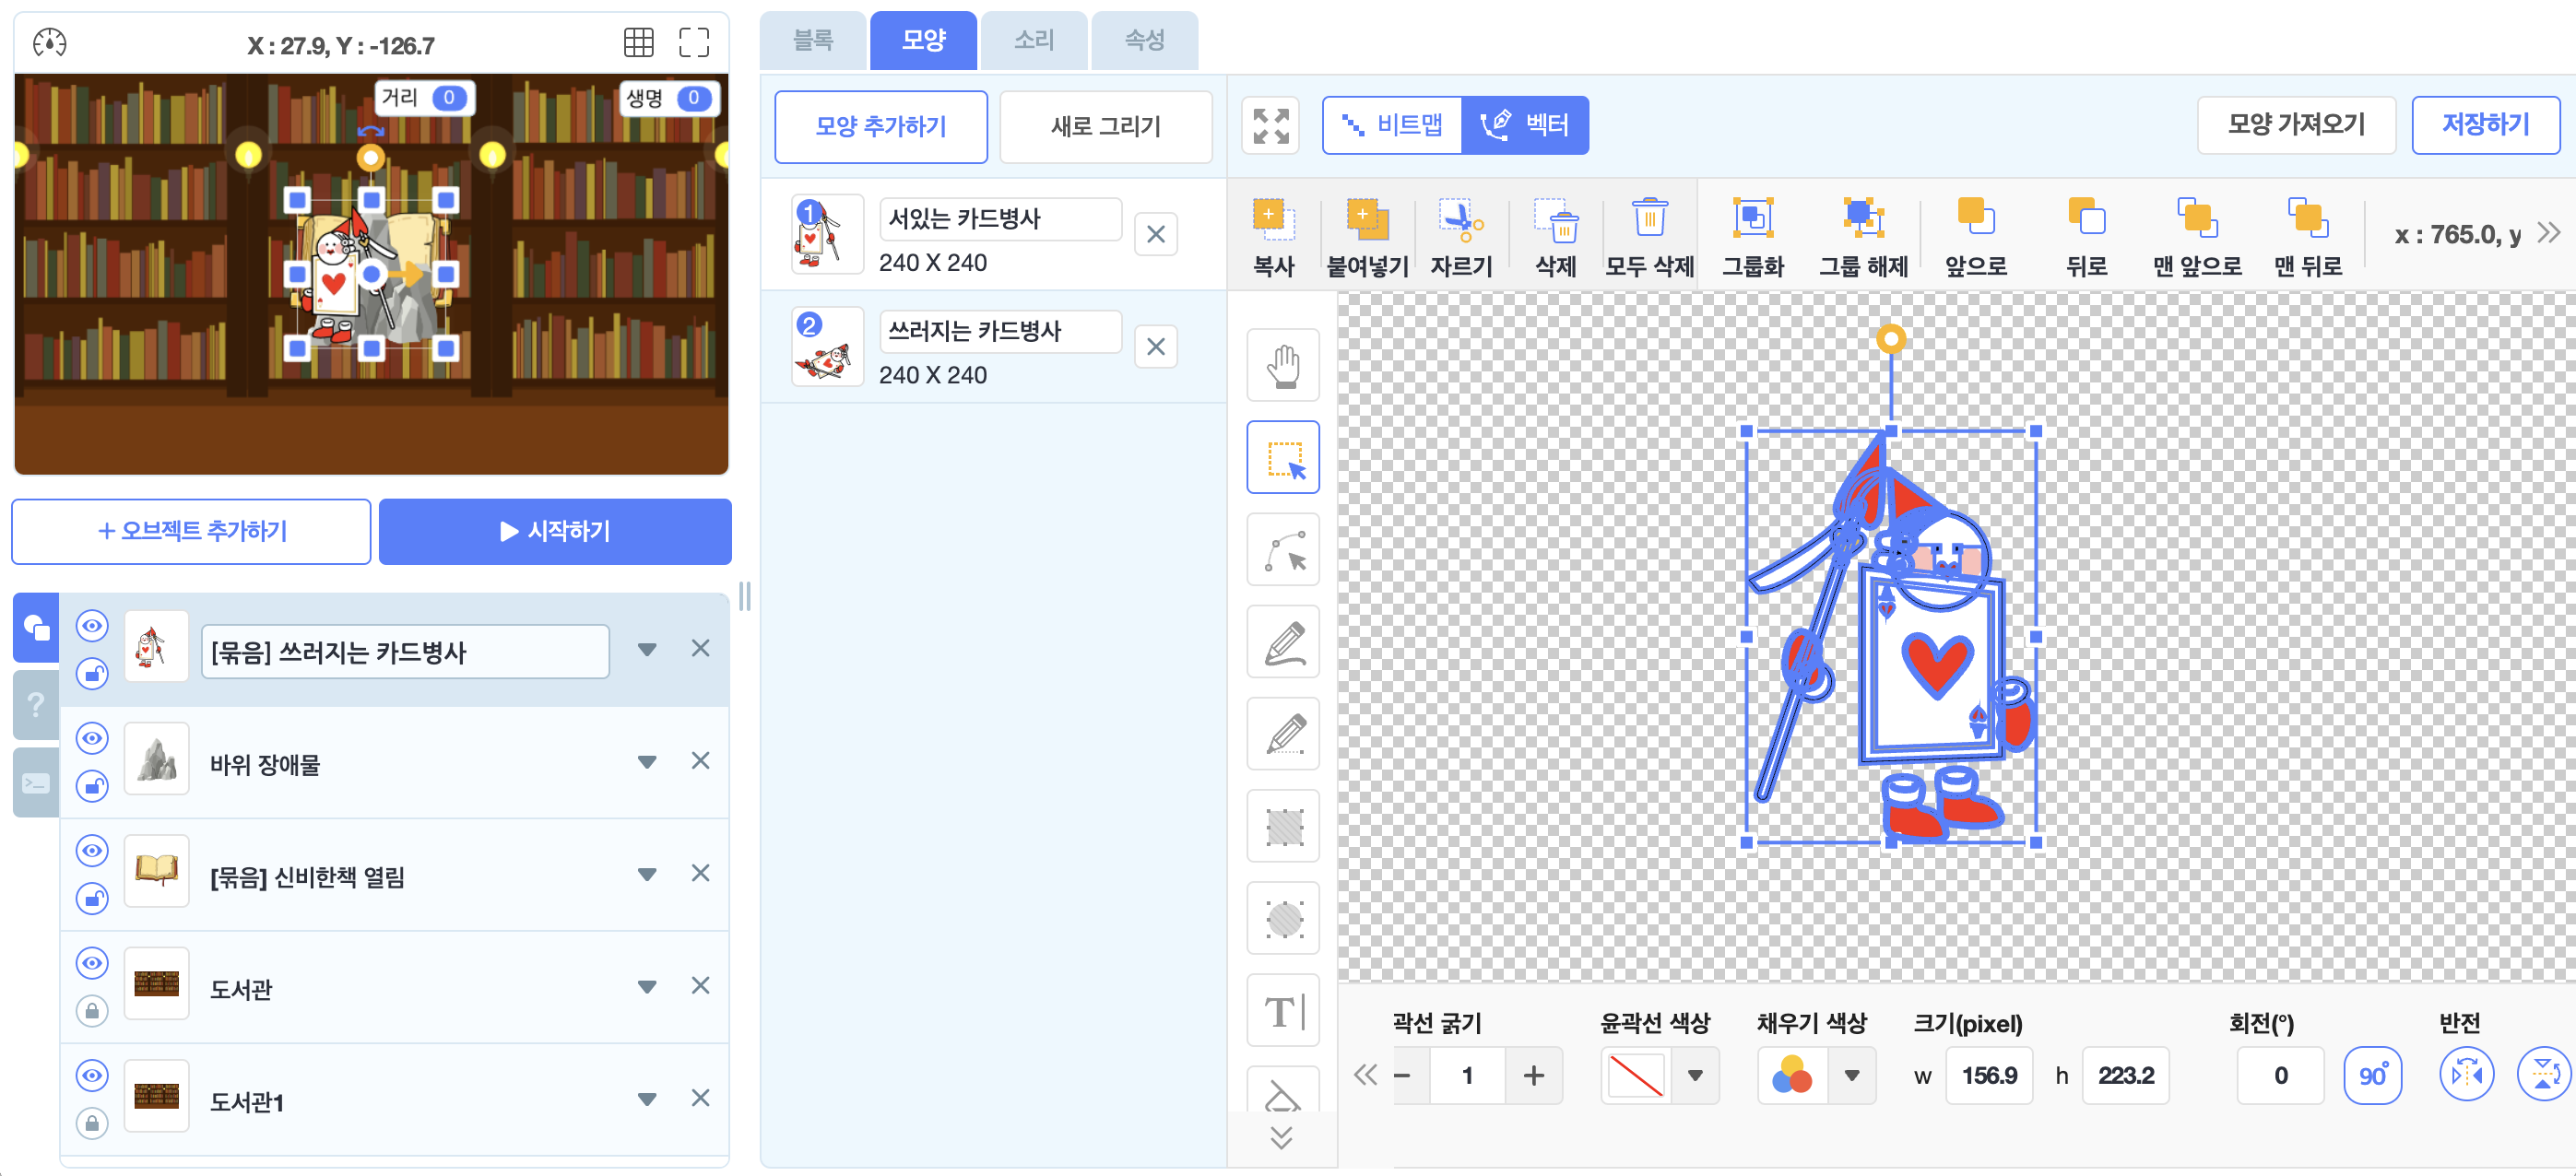 X : 27.9, Y : -126.7
거리 0
생명 0
+ 오브젝트 추가하기
시작하기
[묶음] 쓰러지는 카드병사
바위 장애물
[묶음] 신비한책 열림
도서관
도서관1
?
>_
블록
모양
소리
속성
모양 추가하기
새로 그리기
1
서있는 카드병사
240 X 240
2
쓰러지는 카드병사
240 X 240
비트맵
벡터
모양 가져오기
저장하기
복사
붙여넣기
자르기
삭제
모두 삭제
그룹화
그룹 해제
앞으로
뒤로
맨 앞으로
맨 뒤로
x : 765.0, y
T
곽선 굵기
윤곽선 색상
채우기 색상
크기(pixel)
회전(°)
반전
1
w 156.9
h 223.2
0
90°